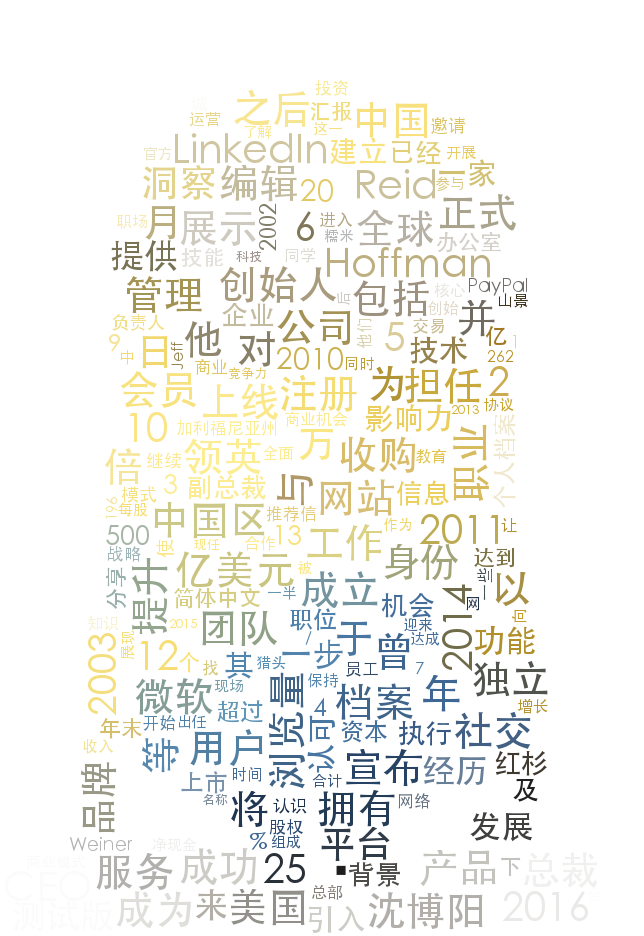 投资
之后
运营
汇报
中国
邀请
了解
这一
官方
LinkedIn
建立
已经
开展
洞察
编辑
20
Reid
参与
一家
职场
月
展示
2002
6
进入
糯米
全球
正式
办公室
提供
技能
科技
同学
Hoffman
管理
创始人
包括
核心
PayPal
山景
创始
并
负责人
他
企业
公司
他们
5
交易
亿
1
9
中
日
Jeff
对
2010
同时
技术
262
商业
竞争力
会员
上线
注册
为
担任
2
2013
协议
10
加利福尼亚州
商业机会
影响力
个人档案
倍
继续
领英
全面
万
收购
教育
职业
196
模式
每股
3
副总裁
与
网站
信息
500
中国区
推荐信
13
合作
现任
工作
作为
2011
让
战略
分享
提升
亿美元
被
身份
达到
简体中文
一半
成立
机会
2014
网
以
知识
2015
2003
展现
团队
职位
/
一步
于
曾
迎来
达成
功能
12
个
找
其
猎头
员工
7
独立
微软
现场
浏览量
保持
档案
年
增长
年末
开始
出任
超过
4
认可
资本
执行
社交
收入
等
用户
上市
时间
合计
宣布
经历
红杉
及
品牌
名称
将
认识
拥有
网络
股权
%
组成
平台
发展
Weiner
净现金
服务
成功
25
背景
产品
下
总裁
CEO
测试版
成为
来
美国
总部
引入
沈博阳
2016